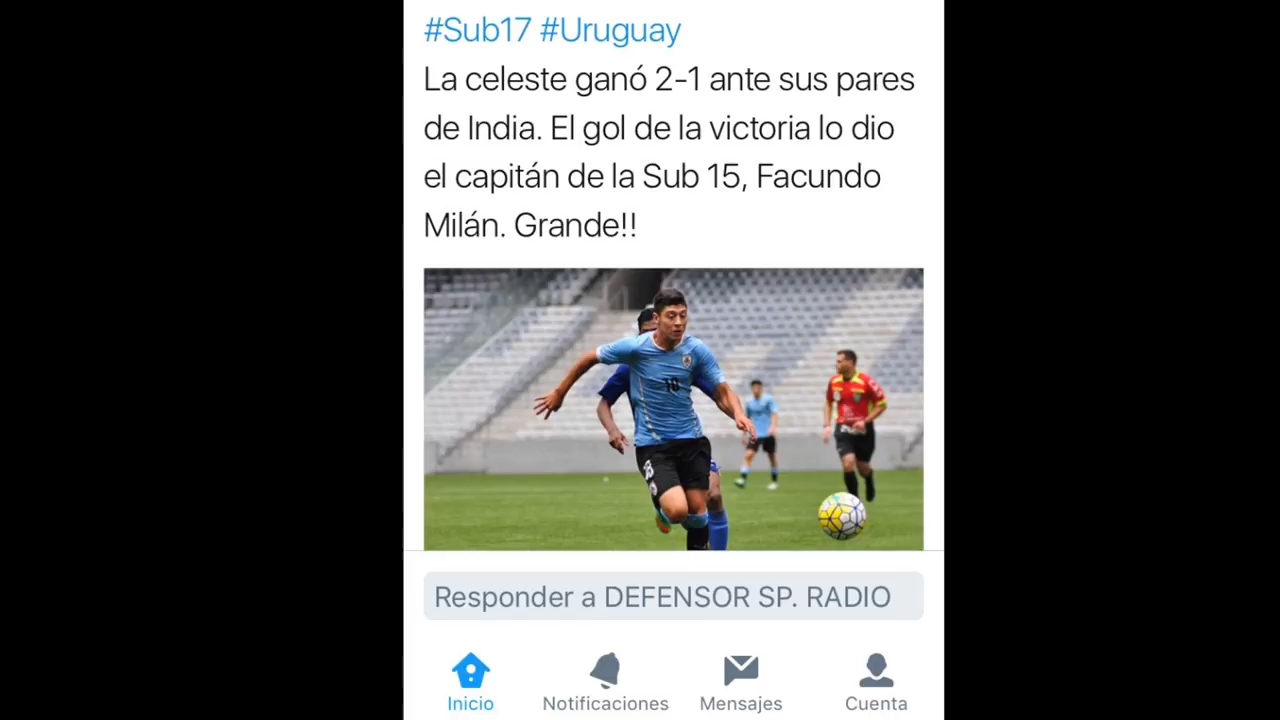 #Sub17 #Uruguay
La celeste ganó 2-1 ante sus pares
de India. El gol de la victoria lo dio
el capitán de la Sub 15, Facundo
Milán. Grande!!
10
Responder a DEFENSOR SP. RADIO
Inicio
Notificaciones
Mensajes
Cuenta